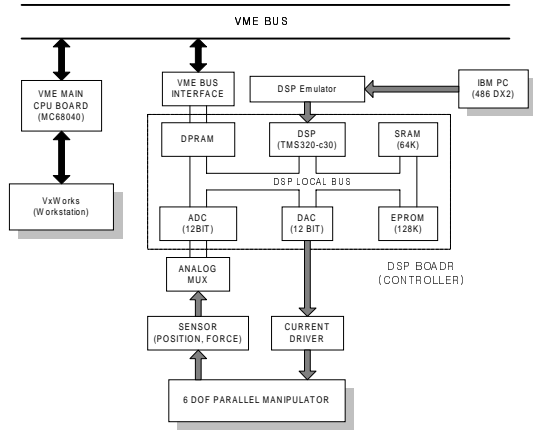 VME BUS
VME MAIN
CPU BOARD
(MC68040)
VME BUS
INTERFACE
DSP Emulator
IBM PC
(486 DX2)
DPRAM
DSP
(TMS320-c30)
SRAM
(64K)
VxWorks
(Workstation)
DSP LOCAL BUS
ADC
(12BIT)
DAC
(12 BIT)
EPROM
(128K)
ANALOG
MUX
DSP BOADR
(CONTROLLER)
SENSOR
(POSITION, FORCE)
CURRENT
DRIVER
6 DOF PARALLEL MANIPULATOR